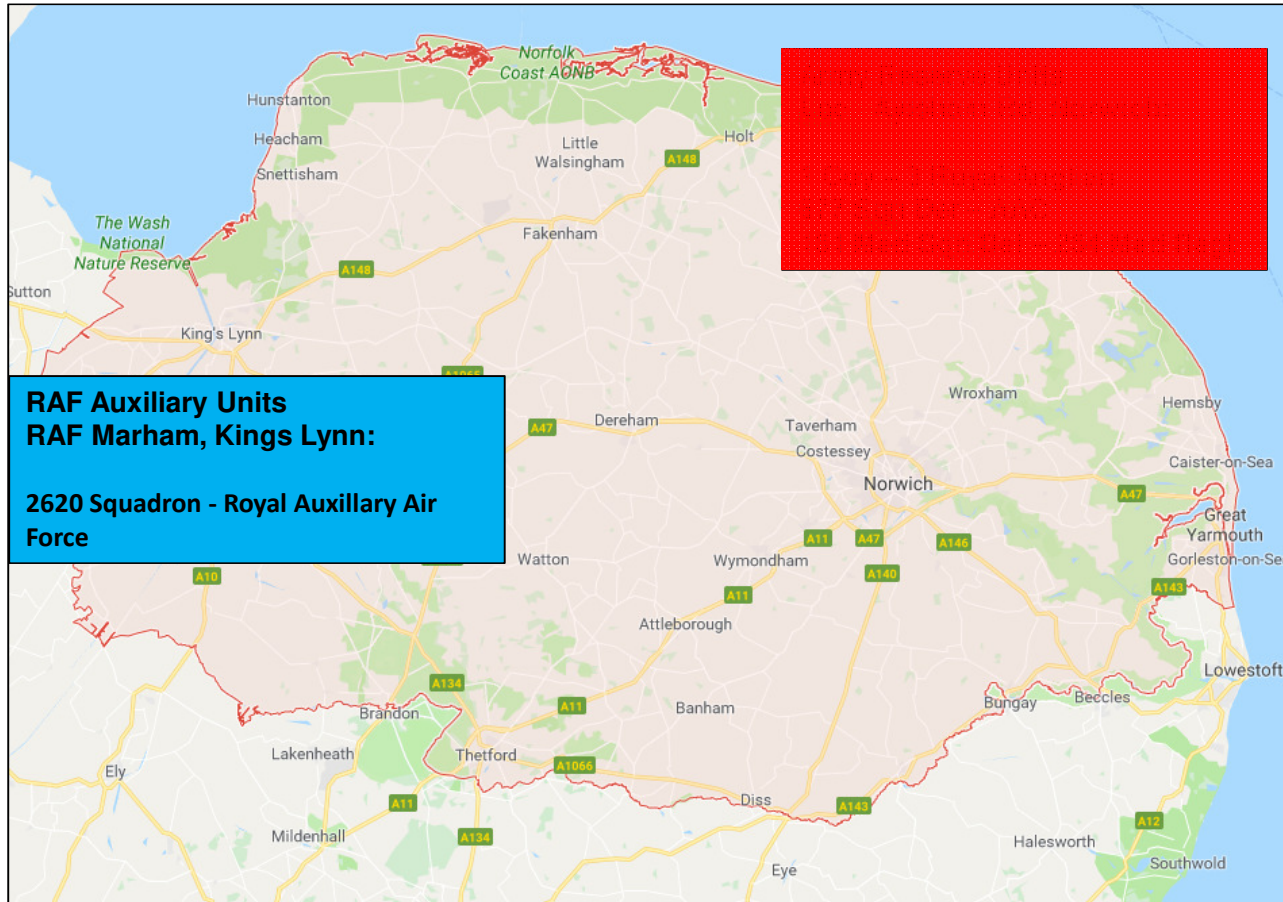 Norfolk
Coast AONB
Hunstanton
Heacham
Snettisham
Little
Walsingham
Holt
A148
The Wash
National
Nature Reserve
Fakenham
A148
Sutton
King's Lynn
A1065
RAF Auxiliary Units
RAF Marham, Kings Lynn:
2620 Squadron - Royal Auxillary Air
Force
A47
Dereham
Taverham
Costessey
Wroxham
Hemsby
Caister-on-Sea
Norwich
A47
Great
Yarmouth
Gorleston-on-Se
A11
A47
A146
A140
Wymondham
Watton
A10
A11
A143
Attleborough
A134
Lowestoft
Brandon
A11
Banham
Bungay
Beccles
Lakenheath
Thetford
A1066
Ely
Diss
A143
A11
A12
Mildenhall
A134
Halesworth
Eye
Southwold